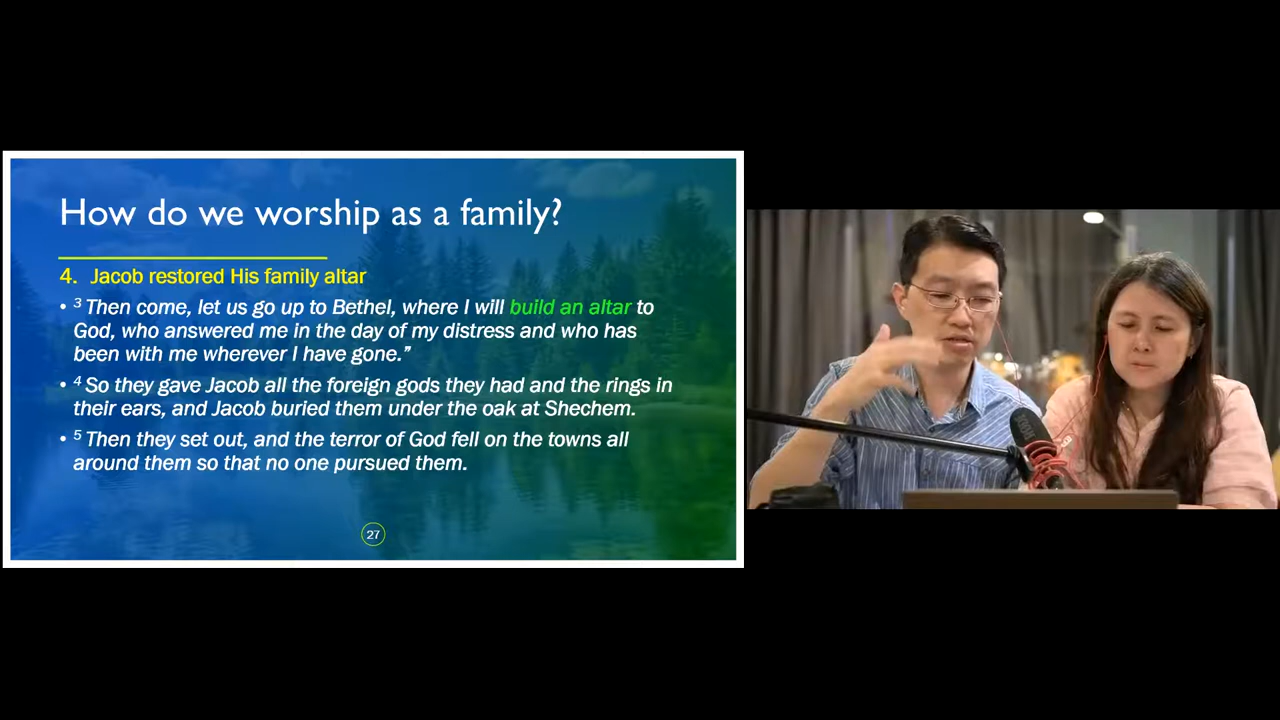 How do we worship as a family?
4. Jacob restored His family altar
• ³ Then come, let us go up to Bethel, where I will build an altar to
God, who answered me in the day of my distress and who has
been with me wherever I have gone.”
• ⁴ So they gave Jacob all the foreign gods they had and the rings in
their ears, and Jacob buried them under the oak at Shechem.
• ⁵ Then they set out, and the terror of God fell on the towns all
around them so that no one pursued them.
27